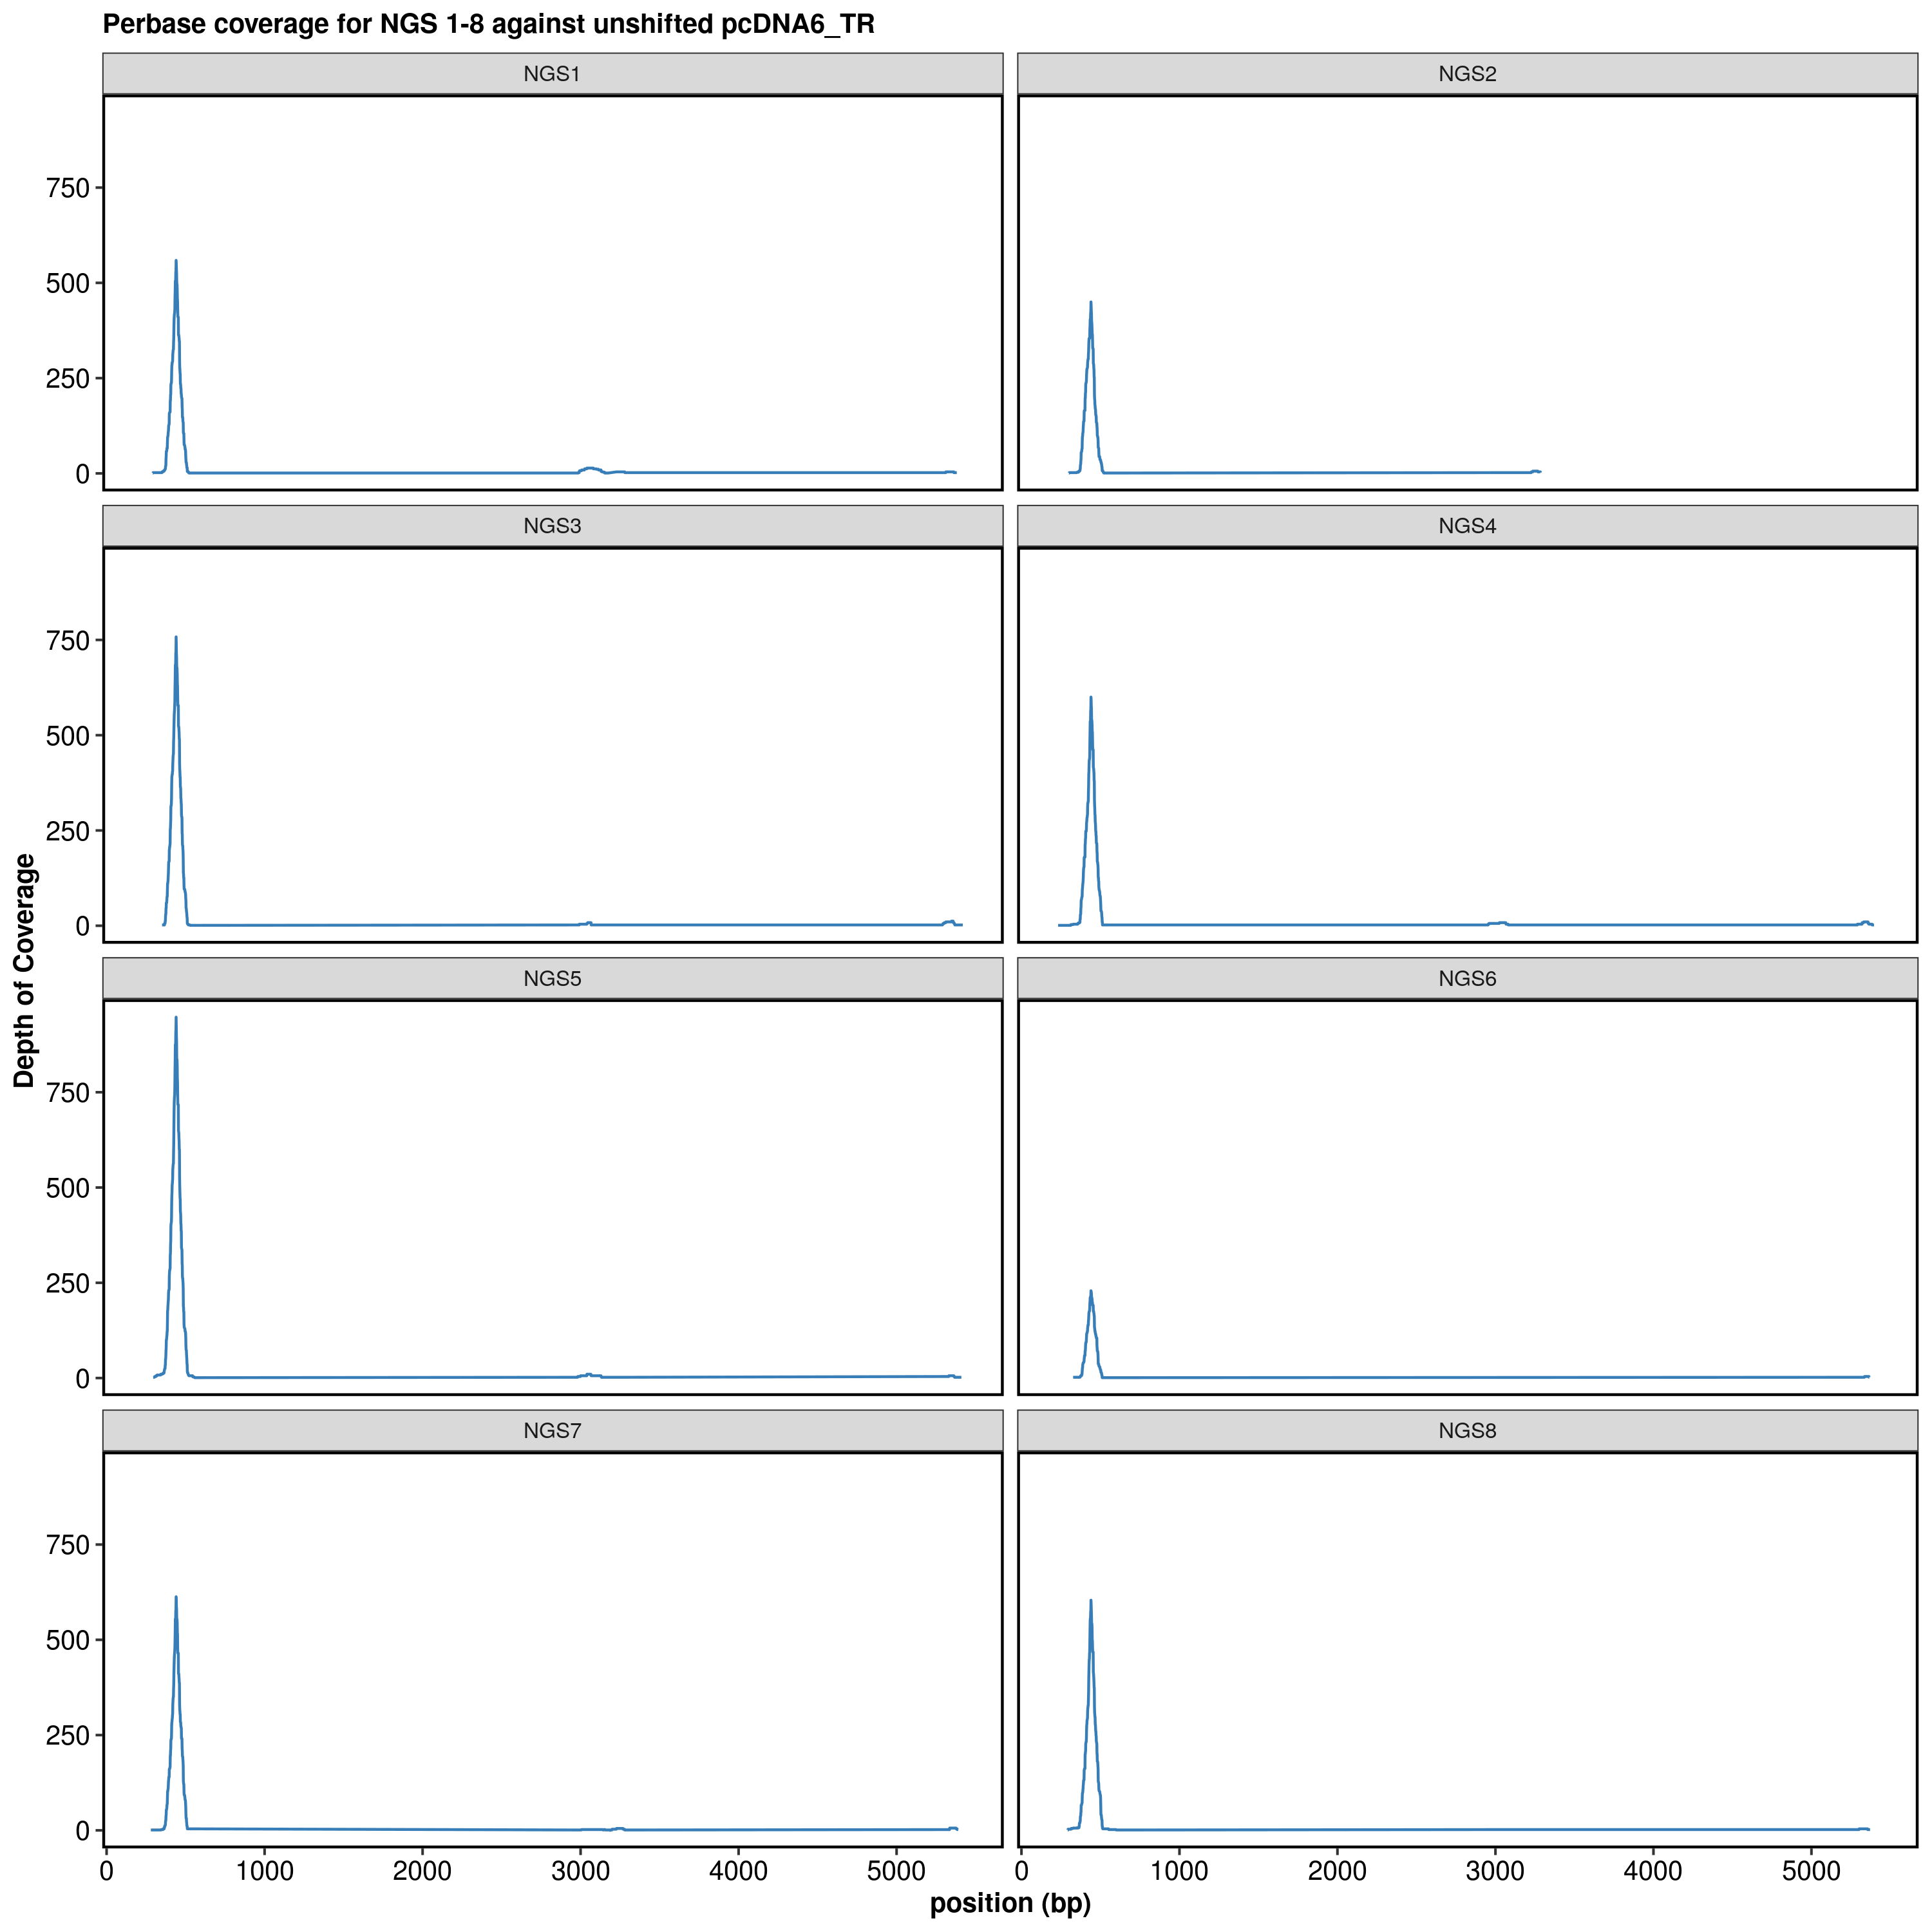 Perbase coverage for NGS 1-8 against unshifted pcDNA6_TR
NGS1 NGS2
750
500
250
0
NGS3 NGS4
750
500
250
0
Depth of Coverage
NGS5 NGS6
750
500
250
0
NGS7 NGS8
750
500
250
0
0 1000 2000 3000 4000 5000 0 1000 2000 3000 4000 5000
position (bp)